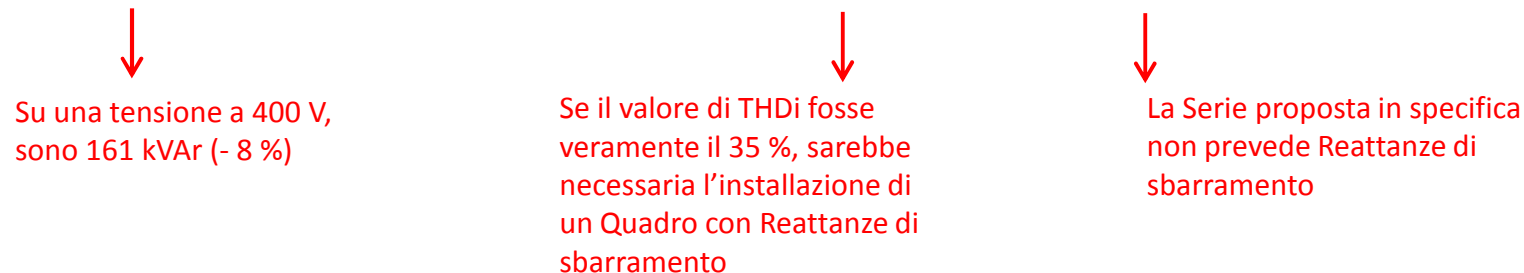 Su una tensione a 400 V,
sono 161 kVAr (- 8 %)
Se il valore di THDi fosse
veramente il 35 %, sarebbe
necessaria l’installazione di
un Quadro con Reattanze di
sbarramento
La Serie proposta in specifica
non prevede Reattanze di
sbarramento